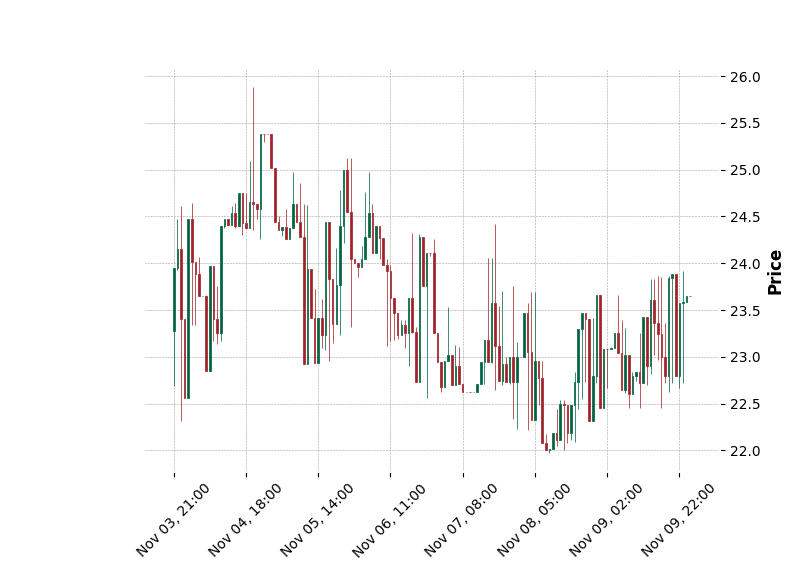 26.0
25.5
25.0
24.5
24.0
23.5
23.0
22.5
22.0
Price
Nov 03, 21:00
Nov 04, 18:00
Nov 05, 14:00
Nov 06, 11:00
Nov 07, 08:00
Nov 08, 05:00
Nov 09, 02:00
Nov 09, 22:00